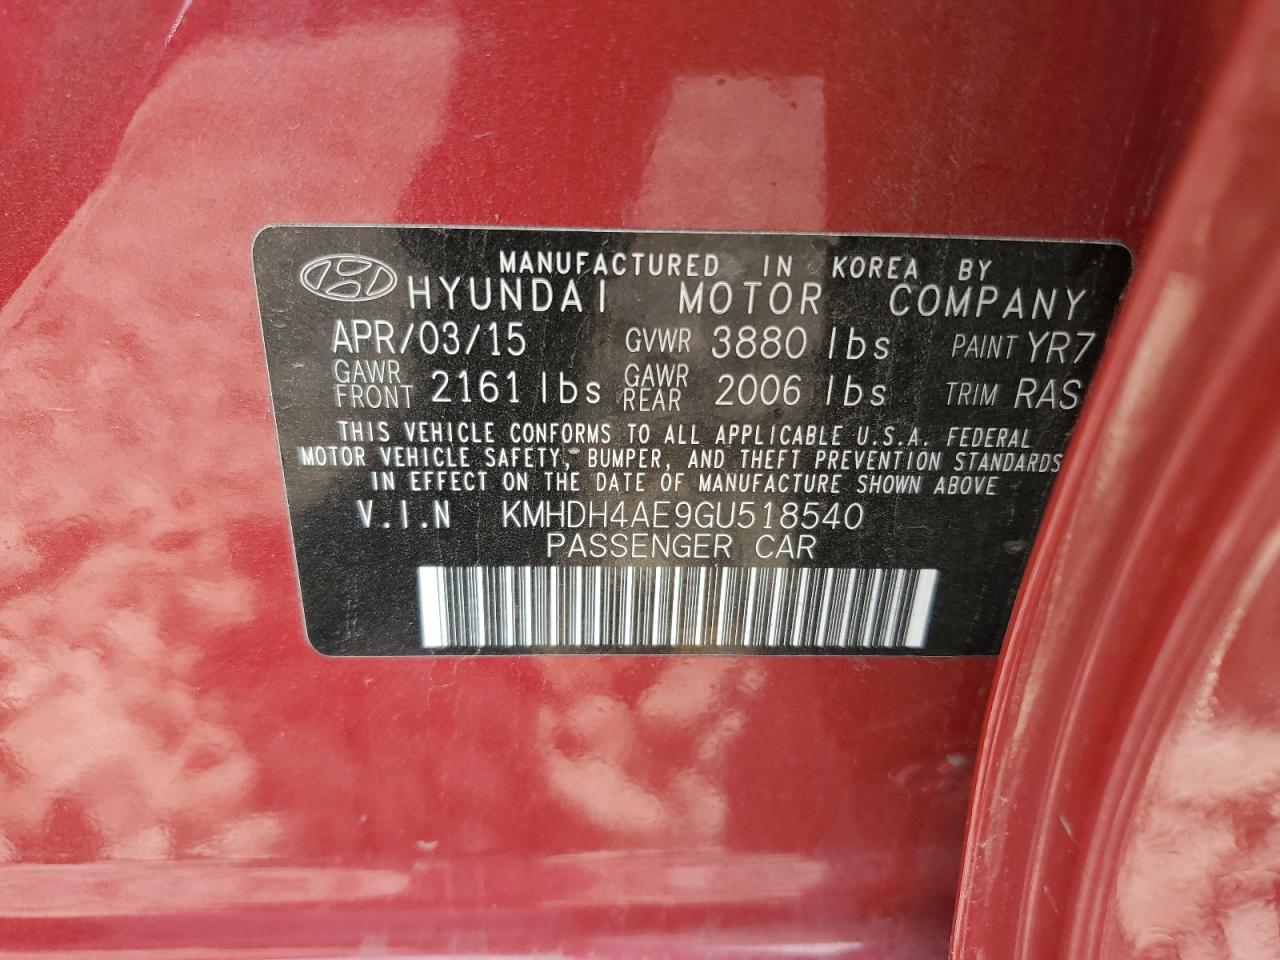 MANUFACTURED IN KOREA BY
HYUNDAI MOTOR COMPANY
APR/03/15 GVWR 3880 lbs PAINT YR7
GAWR FRONT 2161 lbs GAWR REAR 2006 lbs TRIM RAS
THIS VEHICLE CONFORMS TO ALL APPLICABLE U.S.A. FEDERAL
MOTOR VEHICLE SAFETY, BUMPER, AND THEFT PREVENTION STANDARDS
IN EFFECT ON THE DATE OF MANUFACTURE SHOWN ABOVE
V.I.N KMHDH4AE9GU518540
PASSENGER CAR